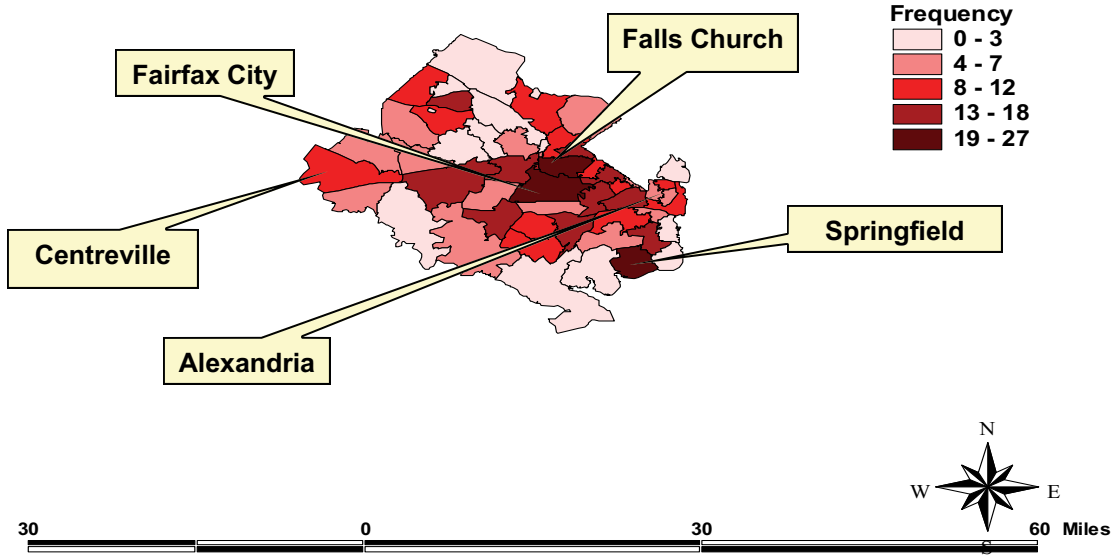 Falls Church
Fairfax City
Centreville
Springfield
Alexandria
Frequency
0 - 3
4 - 7
8 - 12
13 - 18
19 - 27
N
W E
S
30 0 30 60 Miles